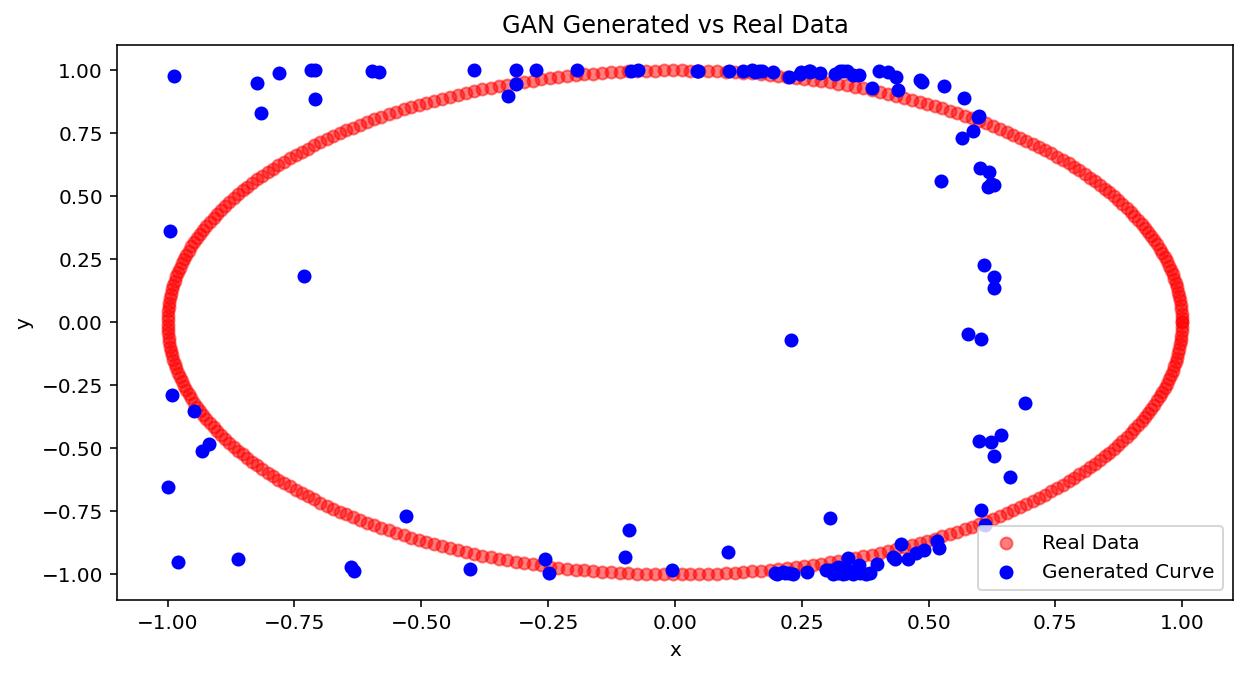 GAN Generated vs Real Data
y
1.00
0.75
0.50
0.25
0.00
−0.25
−0.50
−0.75
−1.00
−1.00 −0.75 −0.50 −0.25 0.00 0.25 0.50 0.75 1.00
x
Real Data
Generated Curve